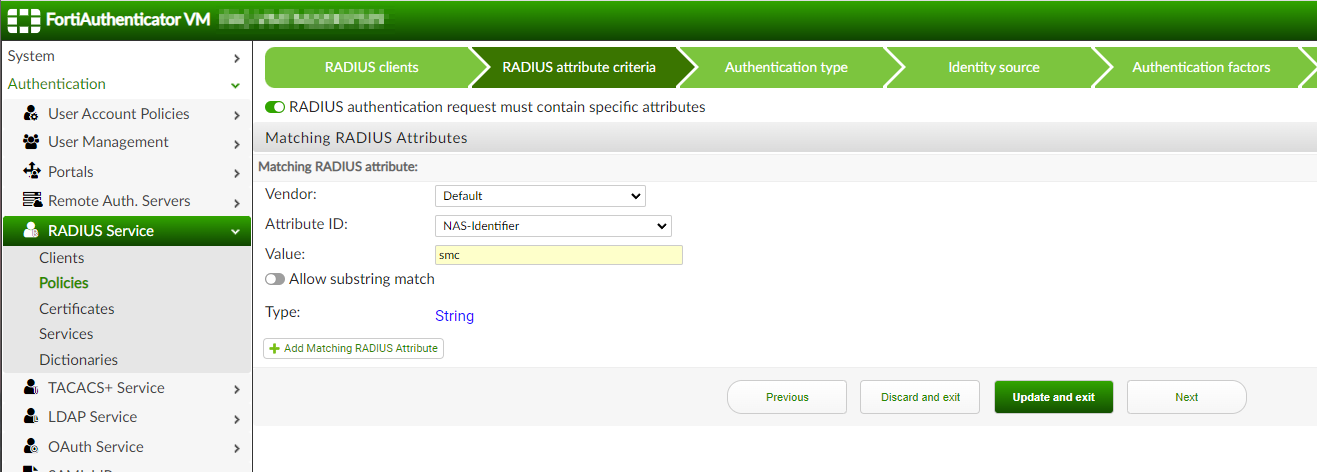 FortiAuthenticator VM
System
Authentication
User Account Policies
User Management
Portals
Remote Auth. Servers
RADIUS Service
Clients
Policies
Certificates
Services
Dictionaries
TACACS+ Service
LDAP Service
OAuth Service
RADIUS clients
RADIUS attribute criteria
Authentication type
Identity source
Authentication factors
RADIUS authentication request must contain specific attributes
Matching RADIUS Attributes
Matching RADIUS attribute:
Vendor: Default
Attribute ID: NAS-Identifier
Value: smc
Allow substring match
Type: String
Add Matching RADIUS Attribute
Previous
Discard and exit
Update and exit
Next